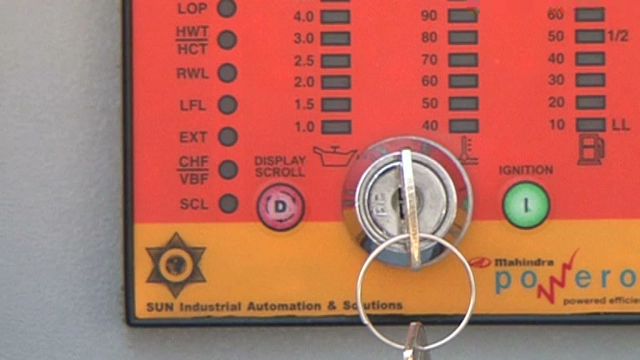 LOP
HWT
HCT
RWL
LFL
EXT
CHF
VBF
SCL
4.0
3.0
2.5
2.0
1.5
1.0
90
80
70
60
50
40
60
50 1/2
40
30
20
10 LL
DISPLAY
SCROLL
D
IGNITION
I
SUN Industrial Automation & Solutions
Mahindra
powero
powered efficie